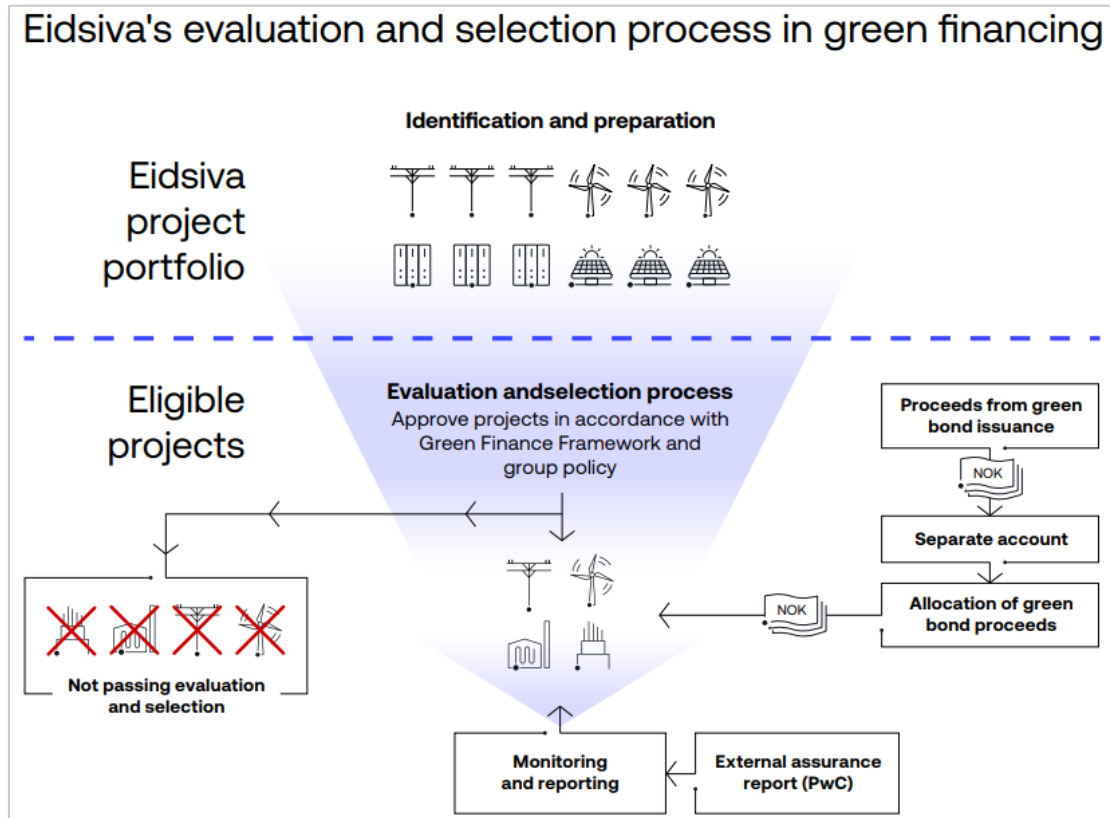 Eidsiva's evaluation and selection process in green financing
Identification and preparation
Eidsiva
project
portfolio
Eligible
projects
Evaluation andselection process
Approve projects in accordance with
Green Finance Framework and
group policy
Proceeds from green
bond issuance
NOK
Separate account
Allocation of green
bond proceeds
NOK
Not passing evaluation
and selection
Monitoring
and reporting
External assurance
report (PwC)